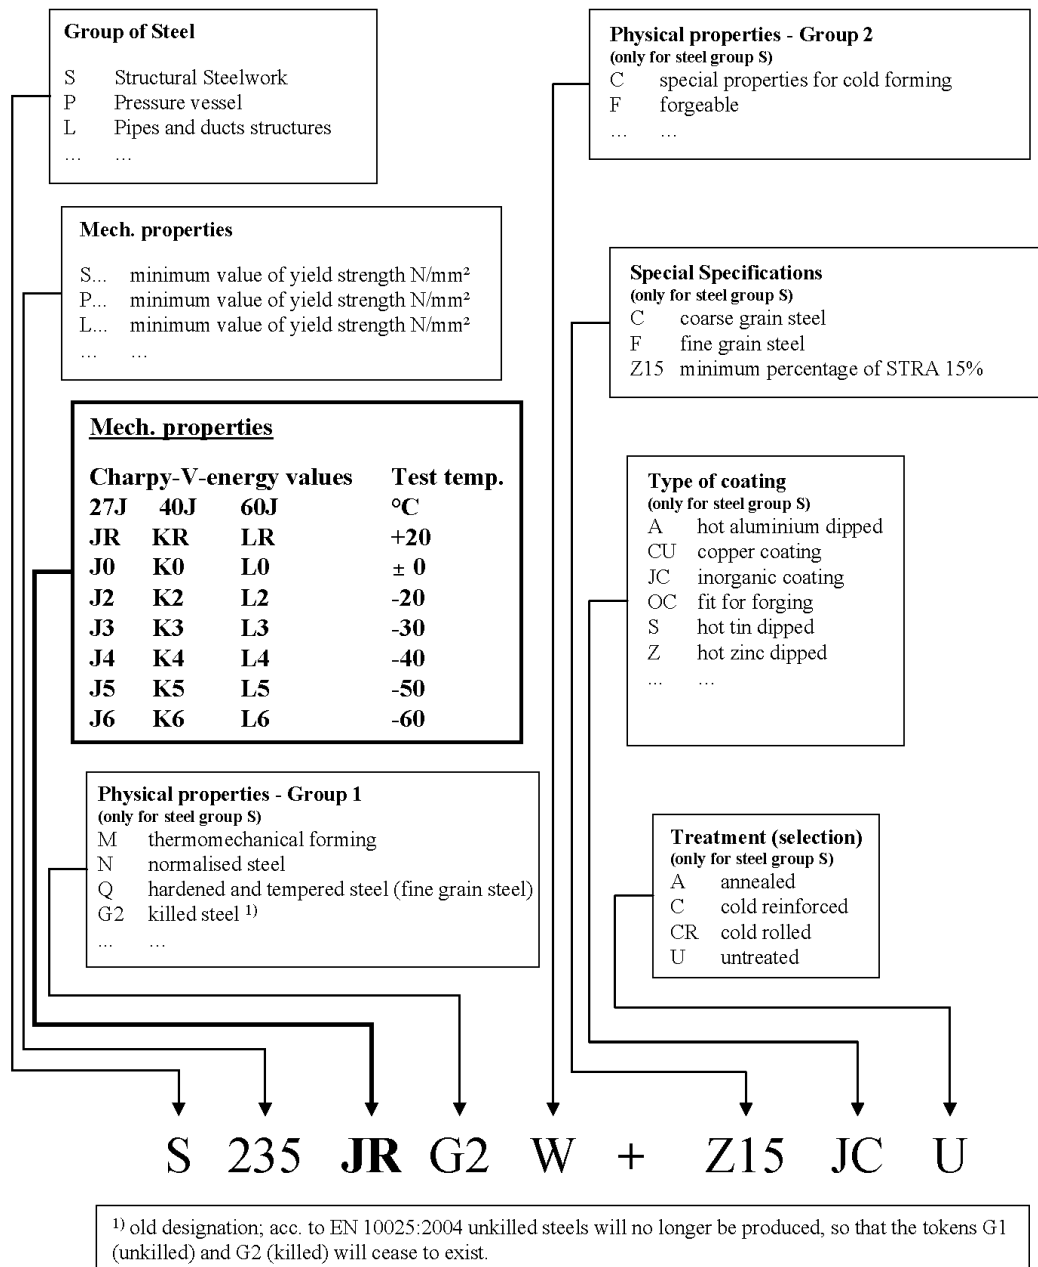 Group of Steel
S Structural Steelwork
P Pressure vessel
L Pipes and ducts structures
... ...
Mech. properties
S... minimum value of yield strength N/mm²
P... minimum value of yield strength N/mm²
L... minimum value of yield strength N/mm²
... ...
Mech. properties
Charpy-V-energy values Test temp.
27J 40J 60J °C
JR KR LR +20
J0 K0 L0 ± 0
J2 K2 L2 -20
J3 K3 L3 -30
J4 K4 L4 -40
J5 K5 L5 -50
J6 K6 L6 -60
Physical properties - Group 1
(only for steel group S)
M thermomechanical forming
N normalised steel
Q hardened and tempered steel (fine grain steel)
G2 killed steel ¹⁾
... ...
Physical properties - Group 2
(only for steel group S)
C special properties for cold forming
F forgeable
... ...
Special Specifications
(only for steel group S)
C coarse grain steel
F fine grain steel
Z15 minimum percentage of STRA 15%
Type of coating
(only for steel group S)
A hot aluminium dipped
CU copper coating
JC inorganic coating
OC fit for forging
S hot tin dipped
Z hot zinc dipped
... ...
Treatment (selection)
(only for steel group S)
A annealed
C cold reinforced
CR cold rolled
U untreated
S 235 JR G2 W + Z15 JC U
¹⁾ old designation; acc. to EN 10025:2004 unkilled steels will no longer be produced, so that the tokens G1
(unkilled) and G2 (killed) will cease to exist.